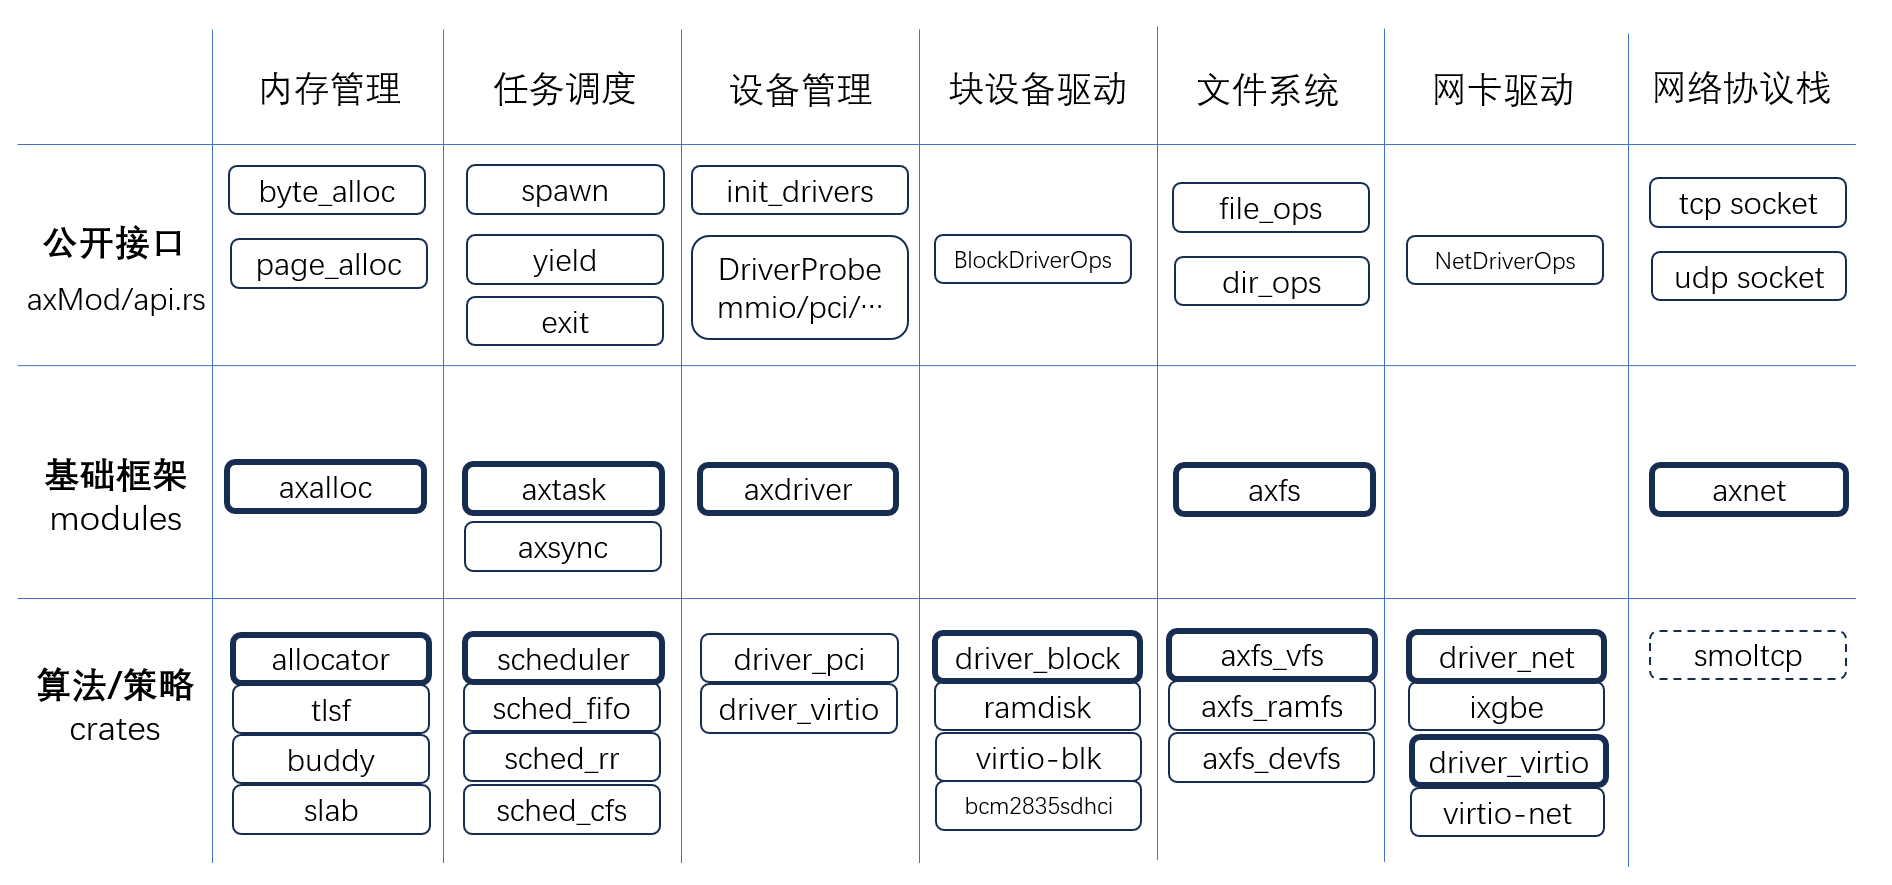 内存管理
任务调度
设备管理
块设备驱动
文件系统
网卡驱动
网络协议栈
公开接口
axMod/api.rs
byte_alloc
page_alloc
spawn
yield
exit
init_drivers
DriverProbe
mmio/pci/···
BlockDriverOps
file_ops
dir_ops
NetDriverOps
tcp socket
udp socket
基础框架
modules
axalloc
axtask
axsync
axdriver
axfs
axnet
算法/策略
crates
allocator
tlsf
buddy
slab
scheduler
sched_fifo
sched_rr
sched_cfs
driver_pci
driver_virtio
driver_block
ramdisk
virtio-blk
bcm2835sdhci
axfs_vfs
axfs_ramfs
axfs_devfs
driver_net
ixgbe
driver_virtio
virtio-net
smoltcp